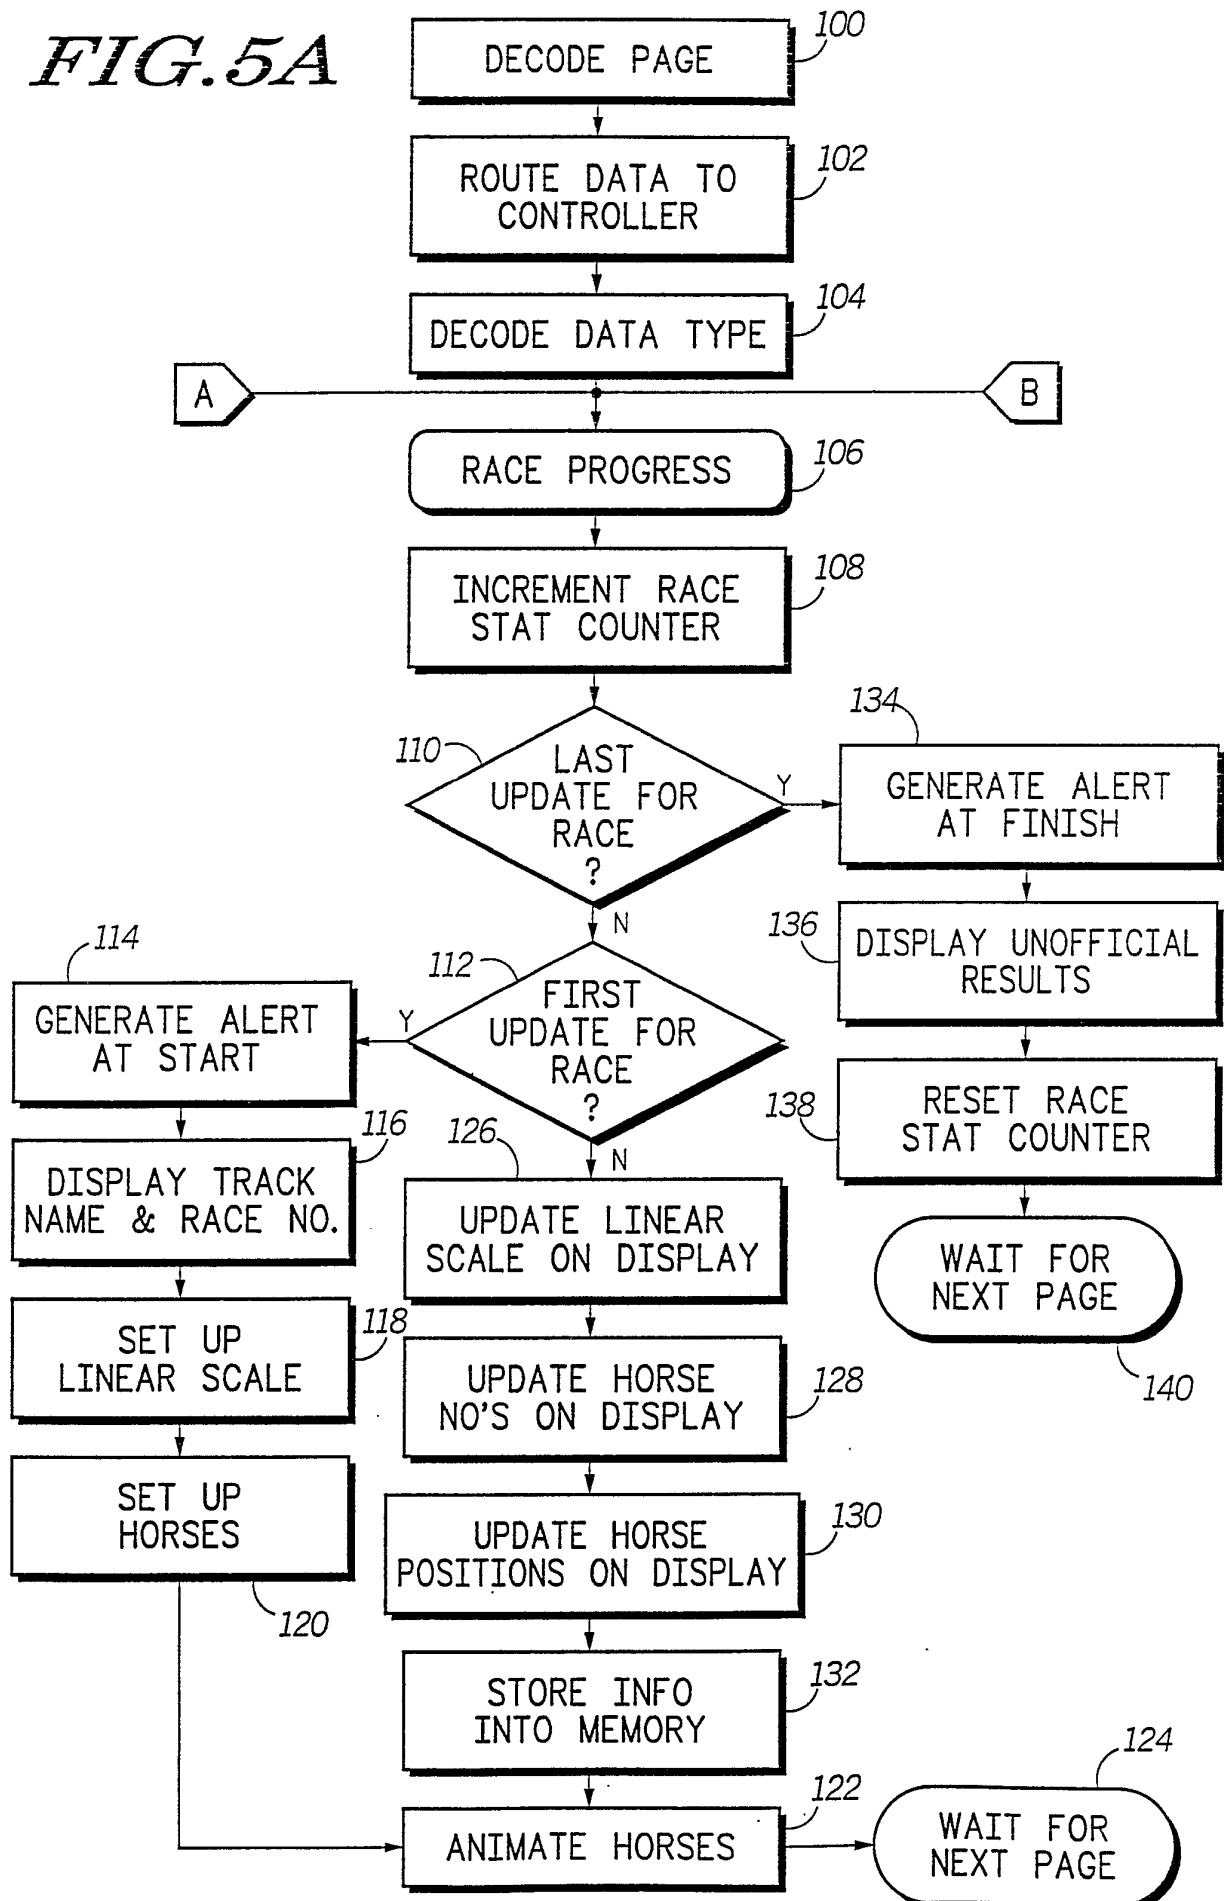 FIG.5A
DECODE PAGE
100
ROUTE DATA TO
CONTROLLER
102
DECODE DATA TYPE
104
A
B
RACE PROGRESS
106
INCREMENT RACE
STAT COUNTER
108
110
LAST
UPDATE FOR
RACE
?
Y
N
134
GENERATE ALERT
AT FINISH
136
DISPLAY UNOFFICIAL
RESULTS
138
RESET RACE
STAT COUNTER
WAIT FOR
NEXT PAGE
140
112
FIRST
UPDATE FOR
RACE
?
Y
N
114
GENERATE ALERT
AT START
116
DISPLAY TRACK
NAME & RACE NO.
118
SET UP
LINEAR SCALE
SET UP
HORSES
120
126
UPDATE LINEAR
SCALE ON DISPLAY
UPDATE HORSE
NO'S ON DISPLAY
128
UPDATE HORSE
POSITIONS ON DISPLAY
130
STORE INFO
INTO MEMORY
132
ANIMATE HORSES
122
124
WAIT FOR
NEXT PAGE